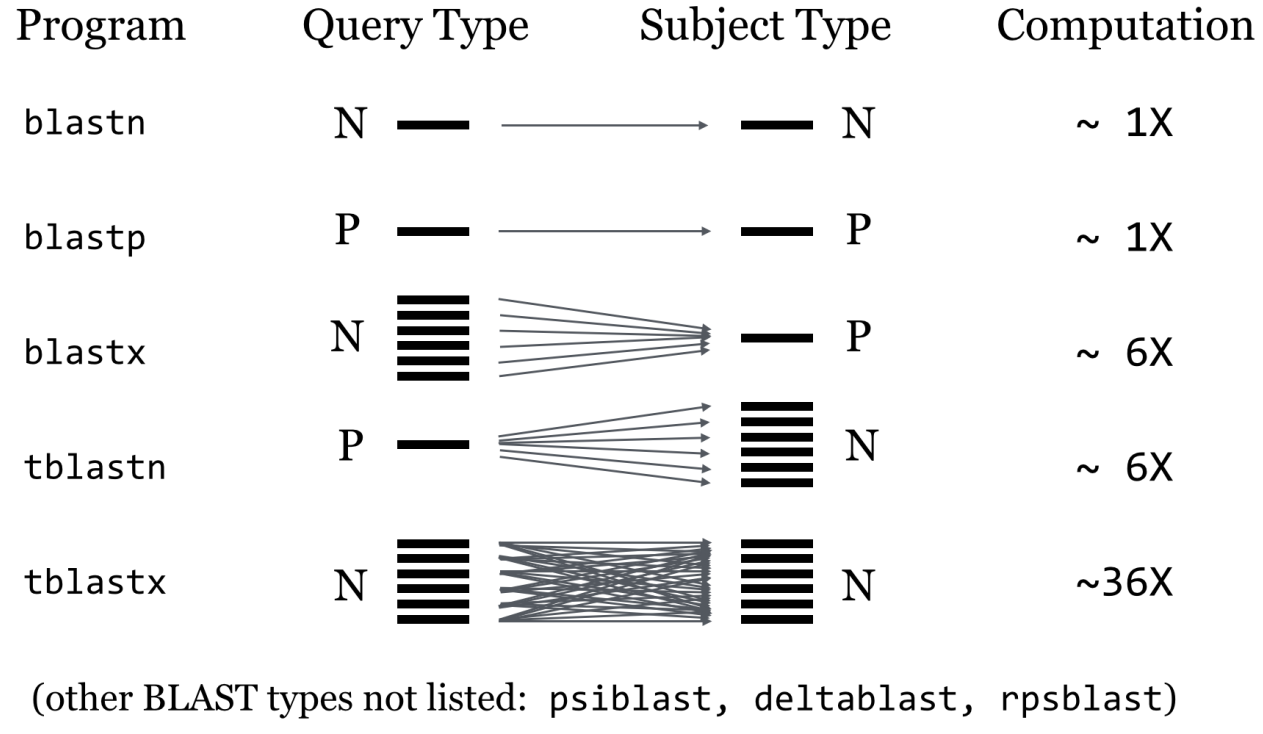 Program Query Type Subject Type Computation
blastn N N ~ 1X
blastp P P ~ 1X
blastx N P ~ 6X
tblastn P N ~ 6X
tblastx N N ~36X
(other BLAST types not listed: psiblast, deltablast, rpsblast)